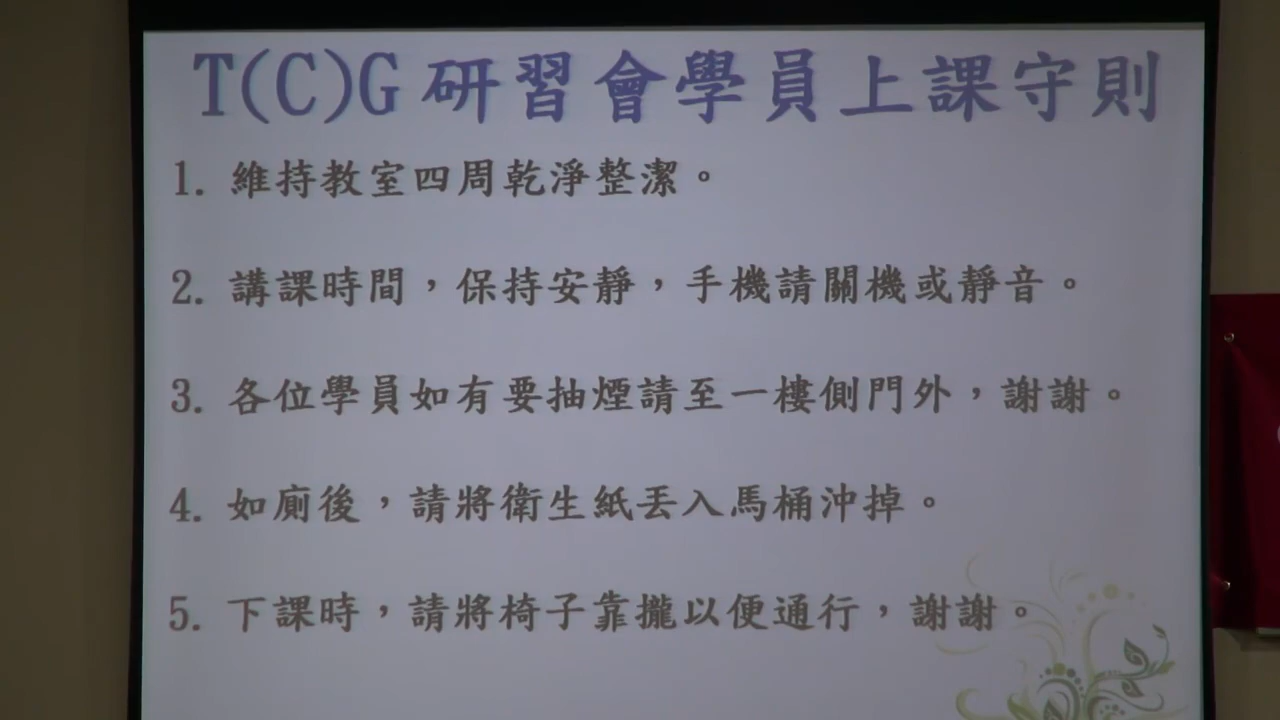 T(C)G 研習會學員上課守則
1. 維持教室四周乾淨整潔。
2. 講課時間，保持安靜，手機請關機或靜音。
3. 各位學員如有要抽煙請至一樓側門外，謝謝。
4. 如廁後，請將衛生紙丟入馬桶沖掉。
5. 下課時，請將椅子靠攏以便通行，謝謝。